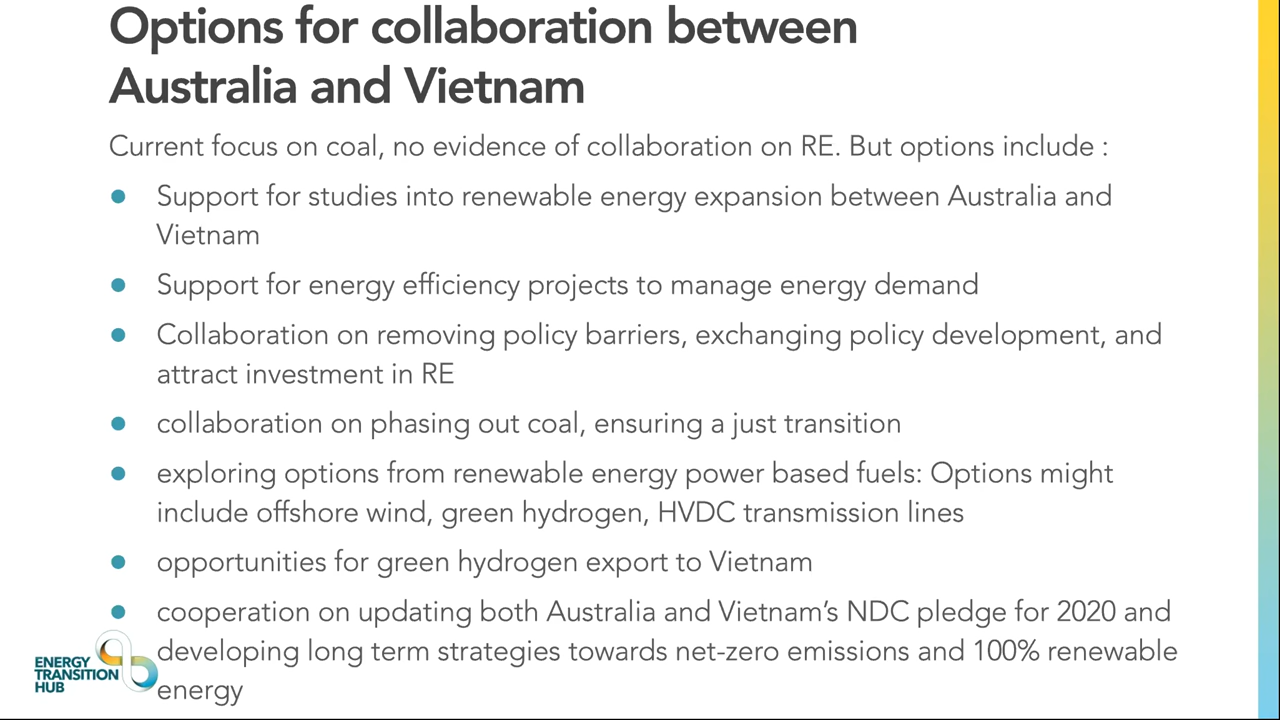 Options for collaboration between
Australia and Vietnam
Current focus on coal, no evidence of collaboration on RE. But options include :
● Support for studies into renewable energy expansion between Australia and
Vietnam
● Support for energy efficiency projects to manage energy demand
● Collaboration on removing policy barriers, exchanging policy development, and
attract investment in RE
● collaboration on phasing out coal, ensuring a just transition
● exploring options from renewable energy power based fuels: Options might
include offshore wind, green hydrogen, HVDC transmission lines
● opportunities for green hydrogen export to Vietnam
● cooperation on updating both Australia and Vietnam’s NDC pledge for 2020 and
developing long term strategies towards net-zero emissions and 100% renewable
energy
ENERGY
TRANSITION
HUB